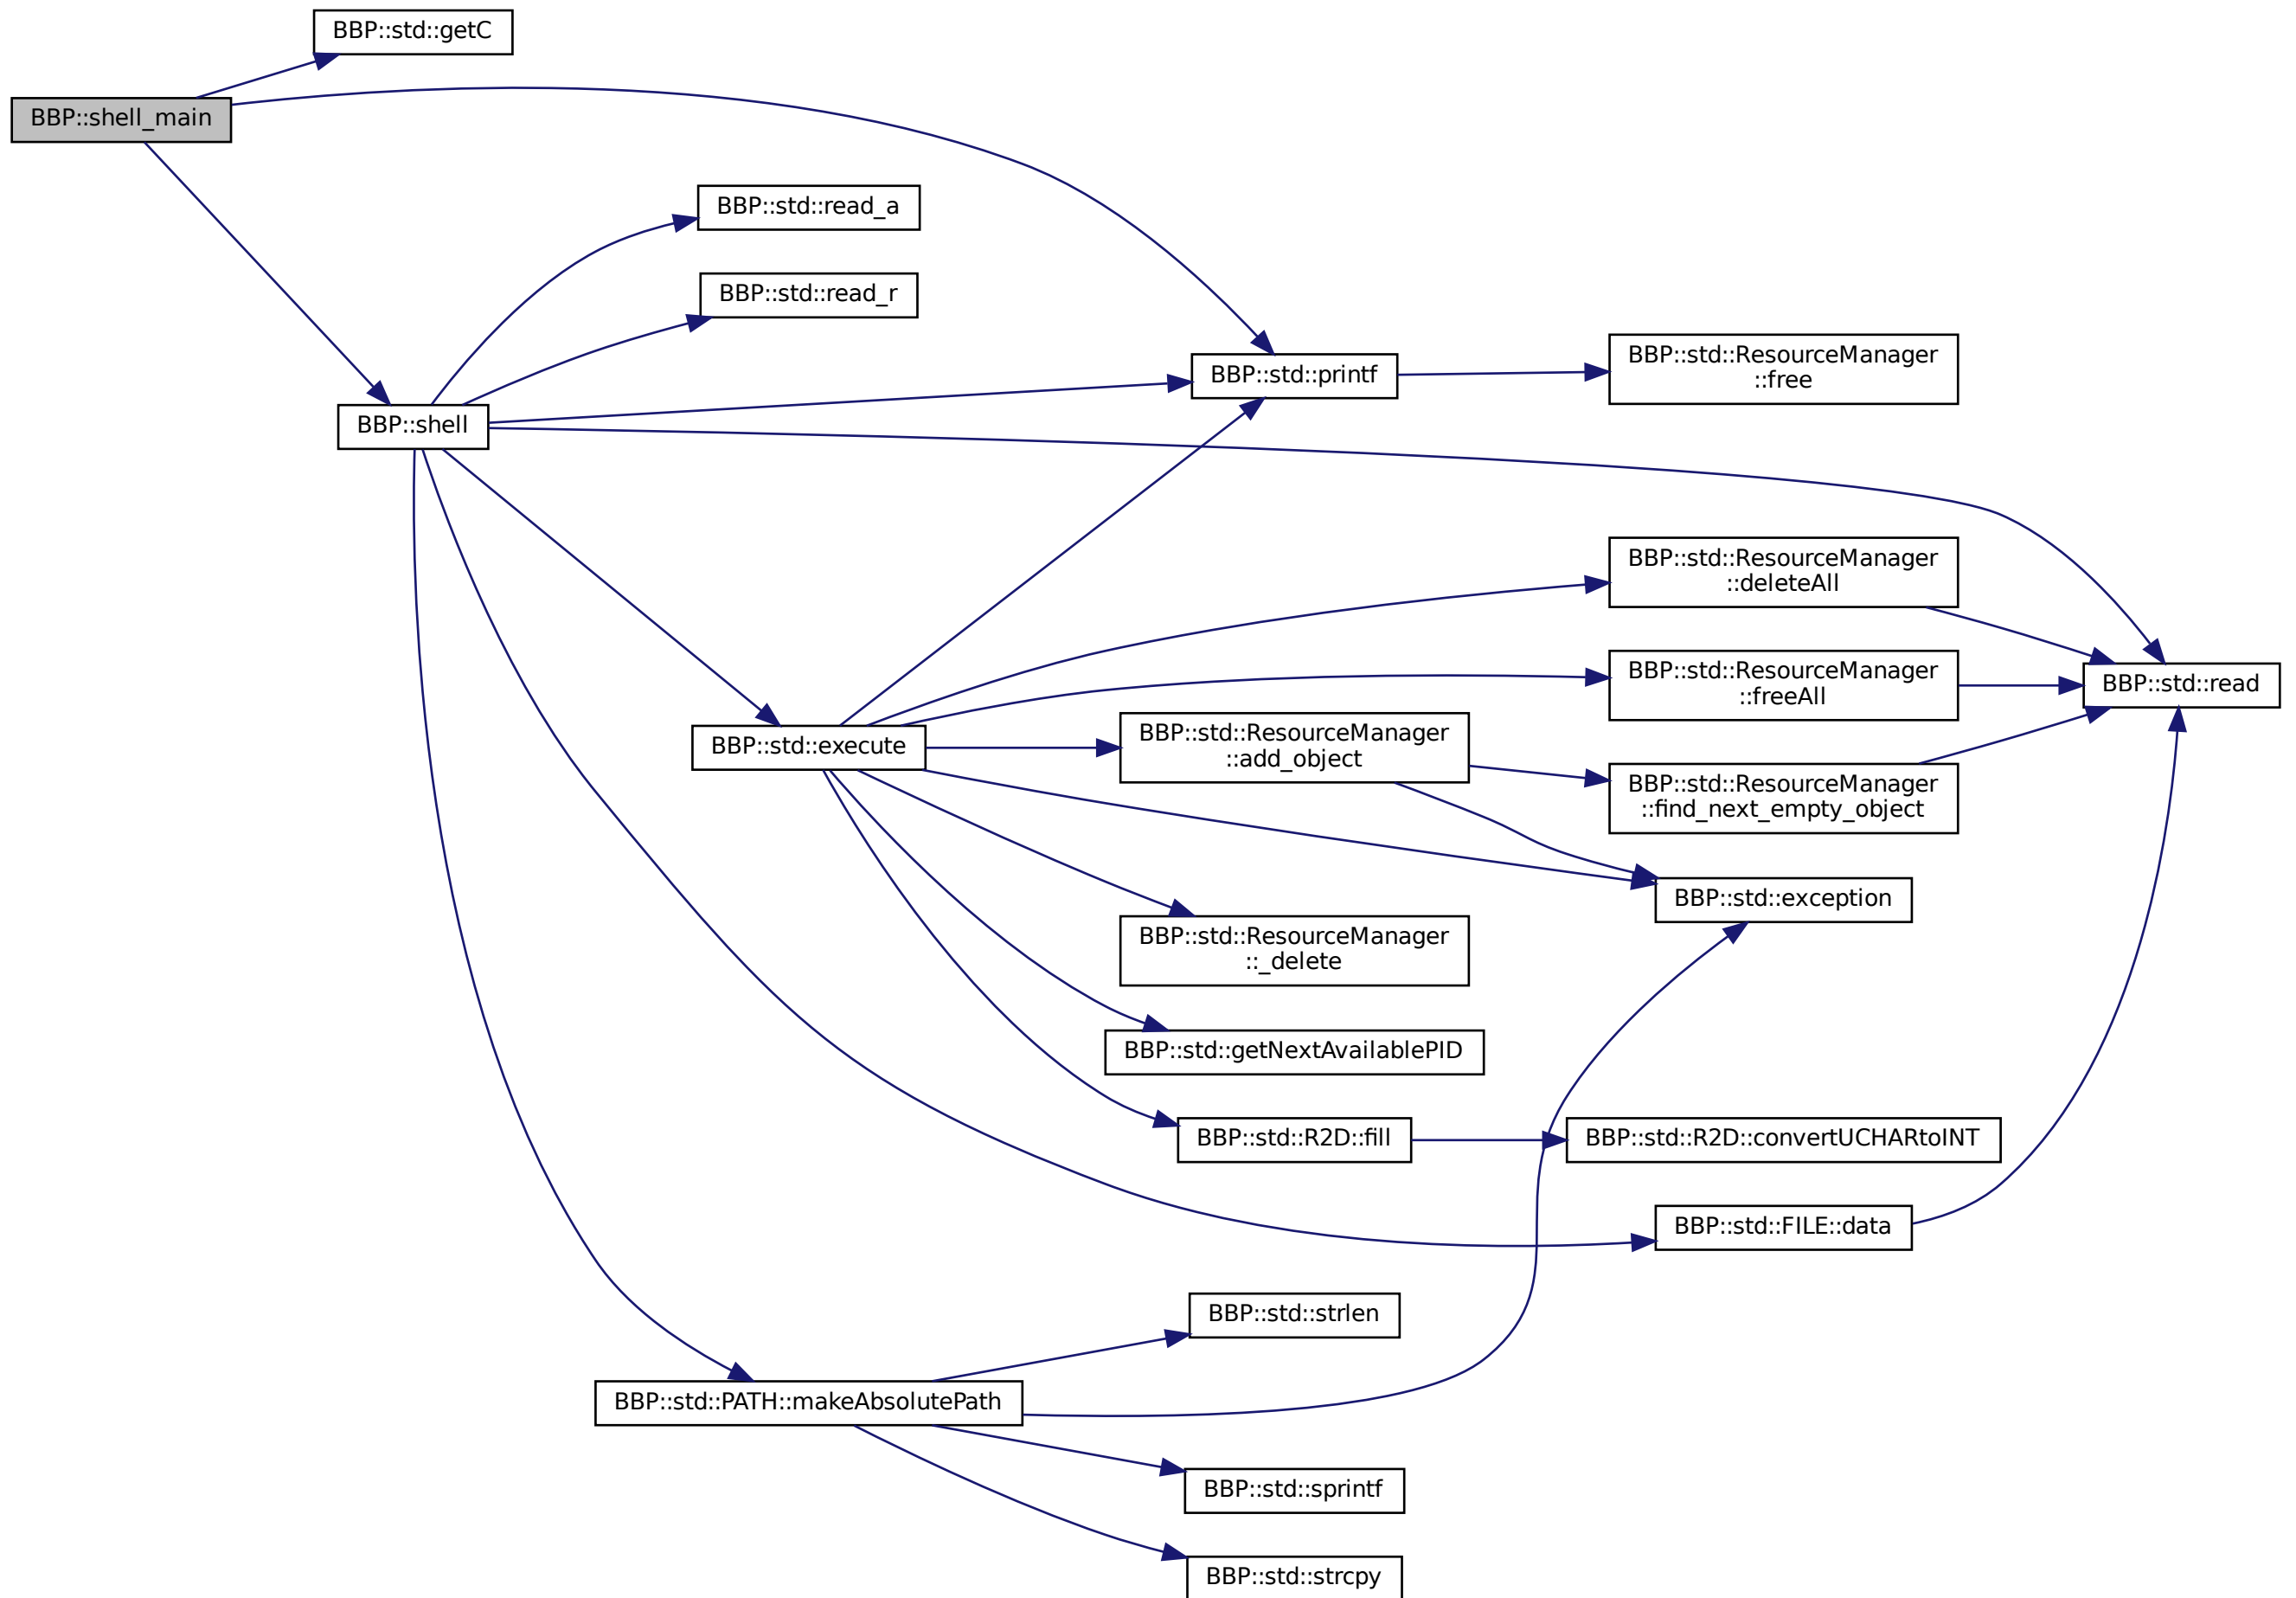 BBP::std::getC
BBP::shell_main
BBP::std::read_a
BBP::std::read_r
BBP::std::printf
BBP::std::ResourceManager
::free
BBP::shell
BBP::std::ResourceManager
::deleteAll
BBP::std::ResourceManager
::freeAll
BBP::std::read
BBP::std::execute
BBP::std::ResourceManager
::add_object
BBP::std::ResourceManager
::find_next_empty_object
BBP::std::exception
BBP::std::ResourceManager
::_delete
BBP::std::getNextAvailablePID
BBP::std::R2D::fill
BBP::std::R2D::convertUCHARtoINT
BBP::std::FILE::data
BBP::std::strlen
BBP::std::PATH::makeAbsolutePath
BBP::std::sprintf
BBP::std::strcpy